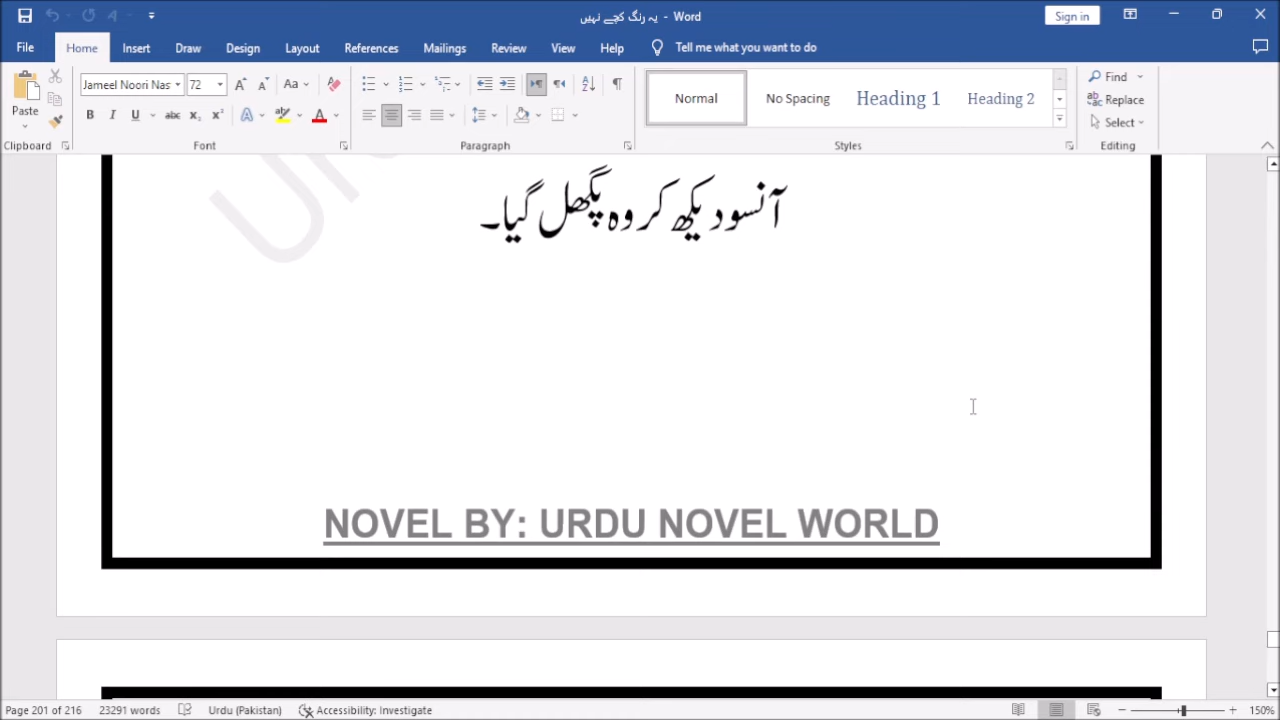 یہ رنگ کچے نہیں - Word
Sign in
File Home Insert Draw Design Layout References Mailings Review View Help Tell me what you want to do
Paste
Jameel Noori Nas 72 A A Aa
B I U abc x x A A
Normal
No Spacing
Heading 1
Heading 2
Find
Replace
Select
Clipboard Font Paragraph Styles Editing
آنسو دیکھ کر وہ پگھل گیا۔
NOVEL BY: URDU NOVEL WORLD
Page 201 of 216 23291 words Urdu (Pakistan) Accessibility: Investigate 150%